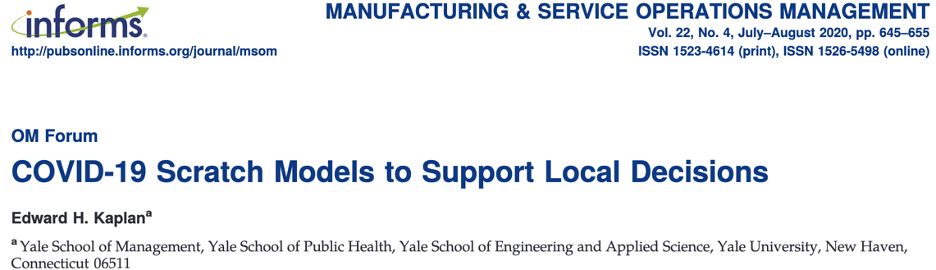 informs®
MANUFACTURING & SERVICE OPERATIONS MANAGEMENT
Vol. 22, No. 4, July–August 2020, pp. 645–655
http://pubsonline.informs.org/journal/msom
ISSN 1523-4614 (print), ISSN 1526-5498 (online)
OM Forum
COVID-19 Scratch Models to Support Local Decisions
Edward H. Kaplanᵃ
ᵃ Yale School of Management, Yale School of Public Health, Yale School of Engineering and Applied Science, Yale University, New Haven,
Connecticut 06511